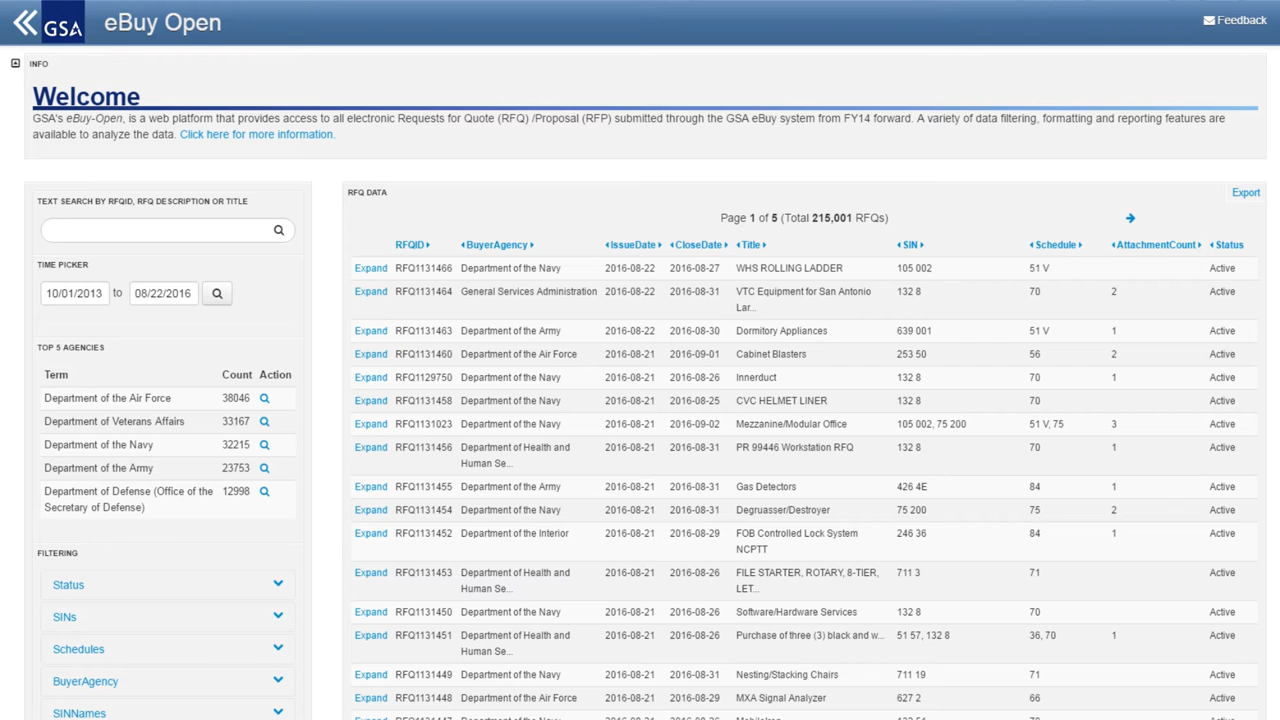 GSA
eBuy Open
Feedback
INFO
Welcome
GSA's eBuy-Open, is a web platform that provides access to all electronic Requests for Quote (RFQ) /Proposal (RFP) submitted through the GSA eBuy system from FY14 forward. A variety of data filtering, formatting and reporting features are
available to analyze the data. Click here for more information.
TEXT SEARCH BY RFQID, RFQ DESCRIPTION OR TITLE
TIME PICKER
10/01/2013 to 08/22/2016
TOP 5 AGENCIES
Term Count Action
Department of the Air Force 38046
Department of Veterans Affairs 33167
Department of the Navy 32215
Department of the Army 23753
Department of Defense (Office of the 12998
Secretary of Defense)
FILTERING
Status
SINs
Schedules
BuyerAgency
SINNames
RFQ DATA
Export
Page 1 of 5 (Total 215,001 RFQs)
RFQID BuyerAgency IssueDate CloseDate Title SIN Schedule AttachmentCount Status
Expand RFQ1131466 Department of the Navy 2016-08-22 2016-08-27 WHS ROLLING LADDER 105 002 51 V Active
Expand RFQ1131464 General Services Administration 2016-08-22 2016-08-31 VTC Equipment for San Antonio 132 8 70 2 Active
Lar...
Expand RFQ1131463 Department of the Army 2016-08-22 2016-08-30 Dormitory Appliances 639 001 51 V 1 Active
Expand RFQ1131460 Department of the Air Force 2016-08-21 2016-09-01 Cabinet Blasters 253 50 56 2 Active
Expand RFQ1129750 Department of the Navy 2016-08-21 2016-08-26 Innerduct 132 8 70 1 Active
Expand RFQ1131458 Department of the Navy 2016-08-21 2016-08-25 CVC HELMET LINER 132 8 70 Active
Expand RFQ1131023 Department of the Navy 2016-08-21 2016-09-02 Mezzanine/Modular Office 105 002, 75 200 51 V, 75 3 Active
Expand RFQ1131456 Department of Health and 2016-08-21 2016-08-31 PR 99446 Workstation RFQ 132 8 70 1 Active
Human Se...
Expand RFQ1131455 Department of the Army 2016-08-21 2016-08-31 Gas Detectors 426 4E 84 1 Active
Expand RFQ1131454 Department of the Navy 2016-08-21 2016-08-31 Degruasser/Destroyer 75 200 75 2 Active
Expand RFQ1131452 Department of the Interior 2016-08-21 2016-08-29 FOB Controlled Lock System 246 36 84 1 Active
NCPTT
Expand RFQ1131453 Department of Health and 2016-08-21 2016-08-26 FILE STARTER, ROTARY, 8-TIER, 711 3 71 Active
Human Se... LET...
Expand RFQ1131450 Department of the Navy 2016-08-21 2016-08-26 Software/Hardware Services 132 8 70 Active
Expand RFQ1131451 Department of Health and 2016-08-21 2016-08-26 Purchase of three (3) black and w... 51 57, 132 8 36, 70 1 Active
Human Se...
Expand RFQ1131449 Department of the Navy 2016-08-21 2016-08-26 Nesting/Stacking Chairs 711 19 71 Active
Expand RFQ1131448 Department of the Air Force 2016-08-21 2016-08-29 MXA Signal Analyzer 627 2 66 Active